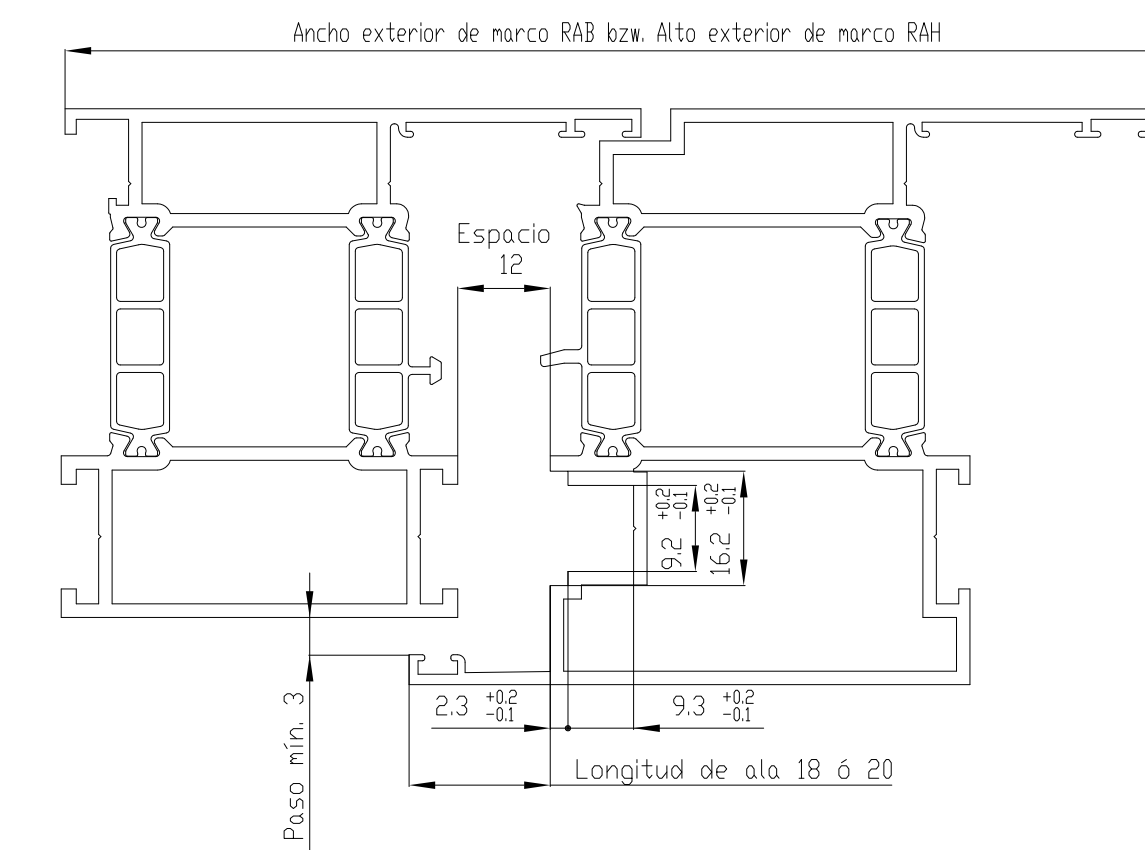 Ancho exterior de marco RAB bzw. Alto exterior de marco RAH
Espacio
12
9.2 +0.2 -0.1
16.2 +0.2 -0.1
2.3 +0.2 -0.1
9.3 +0.2 -0.1
Longitud de ala 18 ó 20
Paso mín. 3